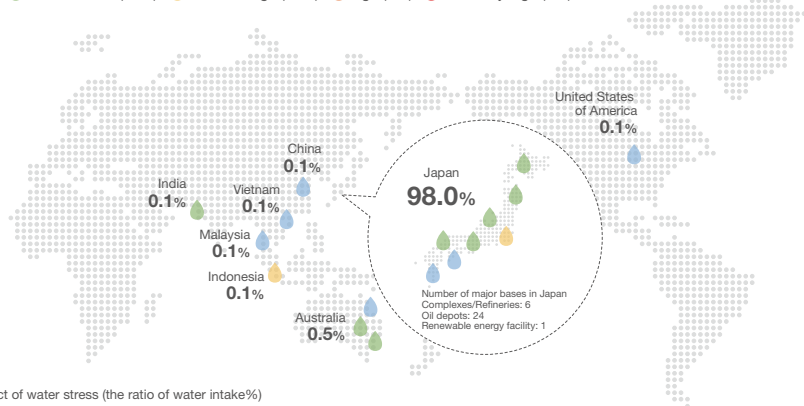 United States
of America
0.1%
China
0.1%
India
0.1%
Vietnam
0.1%
Malaysia
0.1%
Indonesia
0.1%
Australia
0.5%
Japan
98.0%
Number of major bases in Japan
Complexes/Refineries: 6
Oil depots: 24
Renewable energy facility: 1
of water stress (the ratio of water intake%)